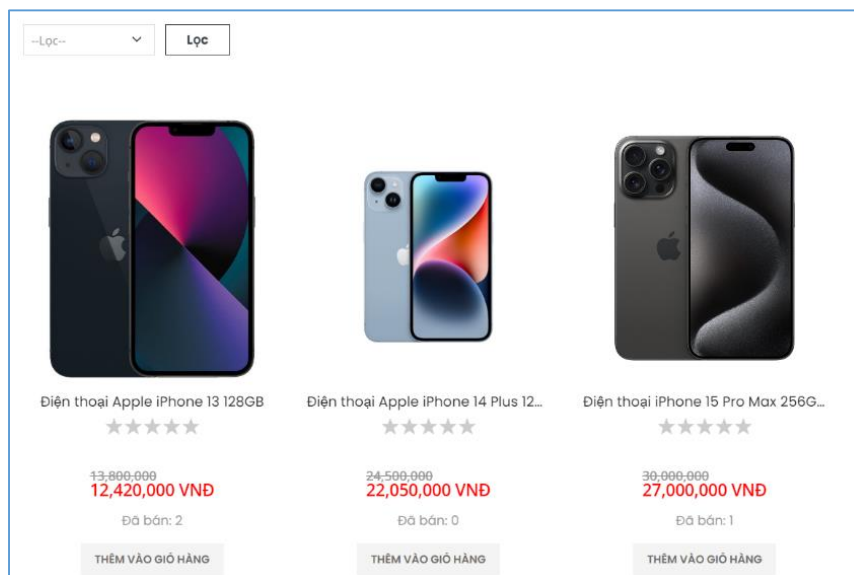 --Lọc--
Lọc
Điện thoại Apple iPhone 13 128GB
Điện thoại Apple iPhone 14 Plus 12...
Điện thoại iPhone 15 Pro Max 256G...
13,800,000
12,420,000 VNĐ
24,500,000
22,050,000 VNĐ
30,000,000
27,000,000 VNĐ
Đã bán: 2
Đã bán: 0
Đã bán: 1
THÊM VÀO GIỎ HÀNG
THÊM VÀO GIỎ HÀNG
THÊM VÀO GIỎ HÀNG